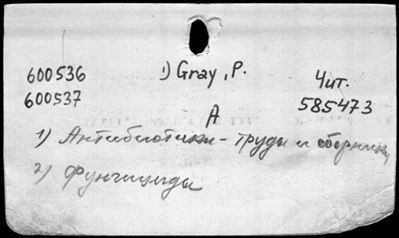 600536 1) Gray, P. Чит.
600537 585473
А
1) Антибиотики - труды и сборники
2) Фунгициды